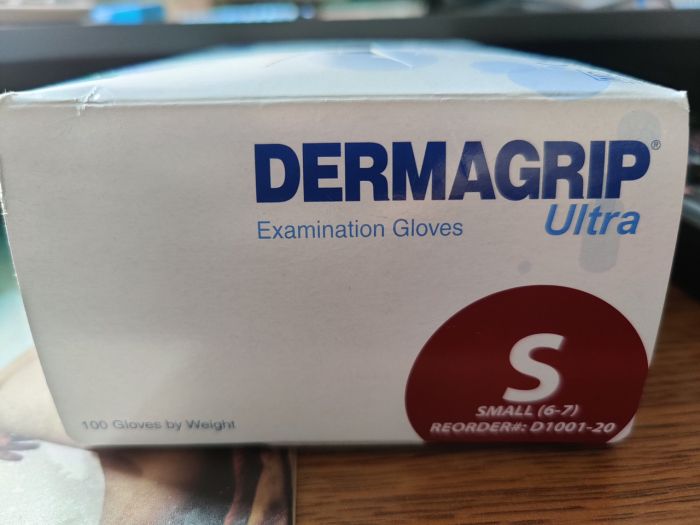 DERMAGRIP®
Ultra
Examination Gloves
S
SMALL (6-7)
REORDER#: D1001-20
100 Gloves by Weight